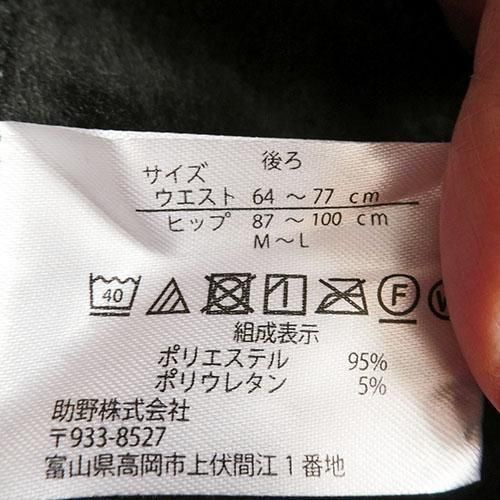 後ろ
サイズ
ウエスト 64 ～ 77 cm
ヒップ 87 ～ 100 cm
M～L
40 F W
組成表示
ポリエステル 95%
ポリウレタン 5%
助野株式会社
〒933-8527
富山県高岡市上伏間江1番地